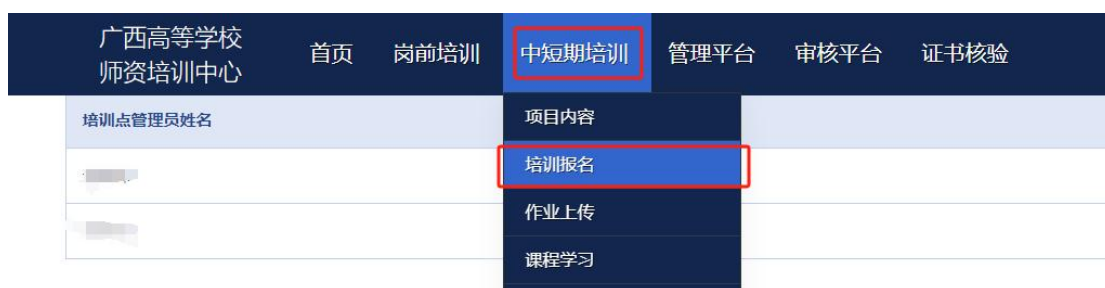 广西高等学校
师资培训中心
首页 岗前培训 中短期培训 管理平台 审核平台 证书核验
培训点管理员姓名
项目内容
培训报名
作业上传
课程学习